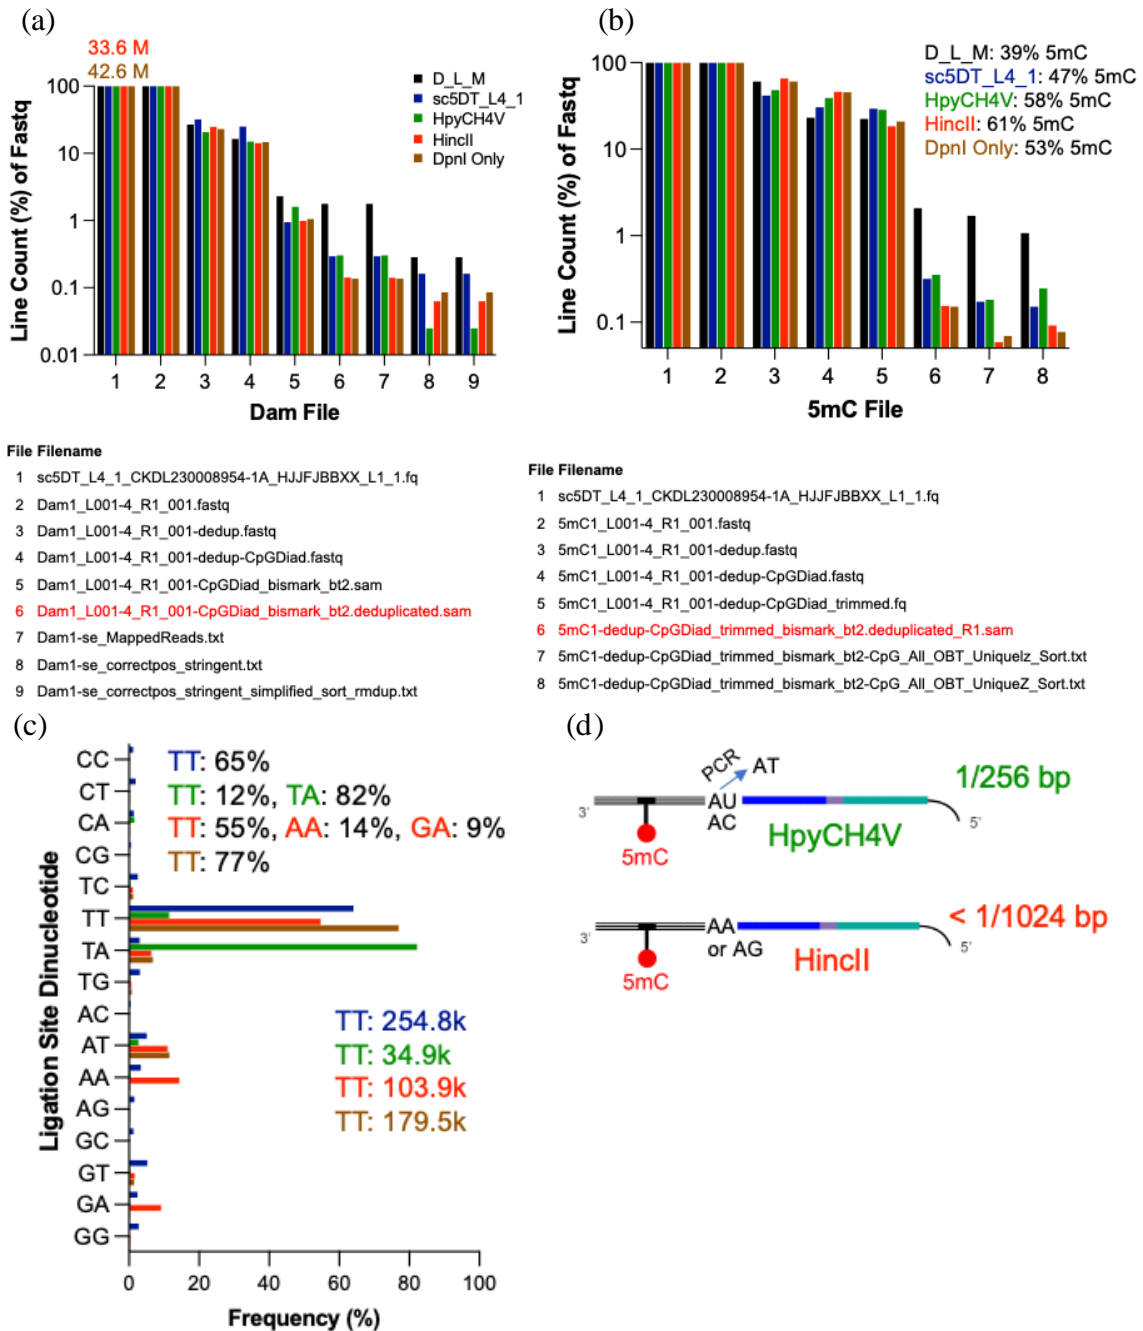 (a)
33.6 M
42.6 M
Line Count (%) of Fastq
100
10
1
0.1
0.01
1 2 3 4 5 6 7 8 9
Dam File
D_L_M
sc5DT_L4_1
HpyCH4V
HincII
DpnI Only
File Filename
1 sc5DT_L4_1_CKDL230008954-1A_HJJFJBBXX_L1_1.fq
2 Dam1_L001-4_R1_001.fastq
3 Dam1_L001-4_R1_001-dedup.fastq
4 Dam1_L001-4_R1_001-dedup-CpGDiad.fastq
5 Dam1_L001-4_R1_001-CpGDiad_bismark_bt2.sam
6 Dam1_L001-4_R1_001-CpGDiad_bismark_bt2.deduplicated.sam
7 Dam1-se_MappedReads.txt
8 Dam1-se_correctpos_stringent.txt
9 Dam1-se_correctpos_stringent_simplified_sort_rmdup.txt
(b)
Line Count (%) of Fastq
100
10
1
0.1
1 2 3 4 5 6 7 8
5mC File
D_L_M: 39% 5mC
sc5DT_L4_1: 47% 5mC
HpyCH4V: 58% 5mC
HincII: 61% 5mC
DpnI Only: 53% 5mC
File Filename
1 sc5DT_L4_1_CKDL230008954-1A_HJJFJBBXX_L1_1.fq
2 5mC1_L001-4_R1_001.fastq
3 5mC1_L001-4_R1_001-dedup.fastq
4 5mC1_L001-4_R1_001-dedup-CpGDiad.fastq
5 5mC1_L001-4_R1_001-dedup-CpGDiad_trimmed.fq
6 5mC1-dedup-CpGDiad_trimmed_bismark_bt2.deduplicated_R1.sam
7 5mC1-dedup-CpGDiad_trimmed_bismark_bt2-CpG_All_OBT_Uniquelz_Sort.txt
8 5mC1-dedup-CpGDiad_trimmed_bismark_bt2-CpG_All_OBT_UniqueZ_Sort.txt
(c)
Ligation Site Dinucleotide
CC
CT
CA
CG
TC
TT
TA
TG
AC
AT
AA
AG
GC
GT
GA
GG
TT: 65%
TT: 12%, TA: 82%
TT: 55%, AA: 14%, GA: 9%
TT: 77%
TT: 254.8k
TT: 34.9k
TT: 103.9k
TT: 179.5k
0 20 40 60 80 100
Frequency (%)
(d)
PCR
AT
1/256 bp
3'
AU
AC
5'
5mC
HpyCH4V
< 1/1024 bp
3'
AA
or AG
5'
5mC
HincII